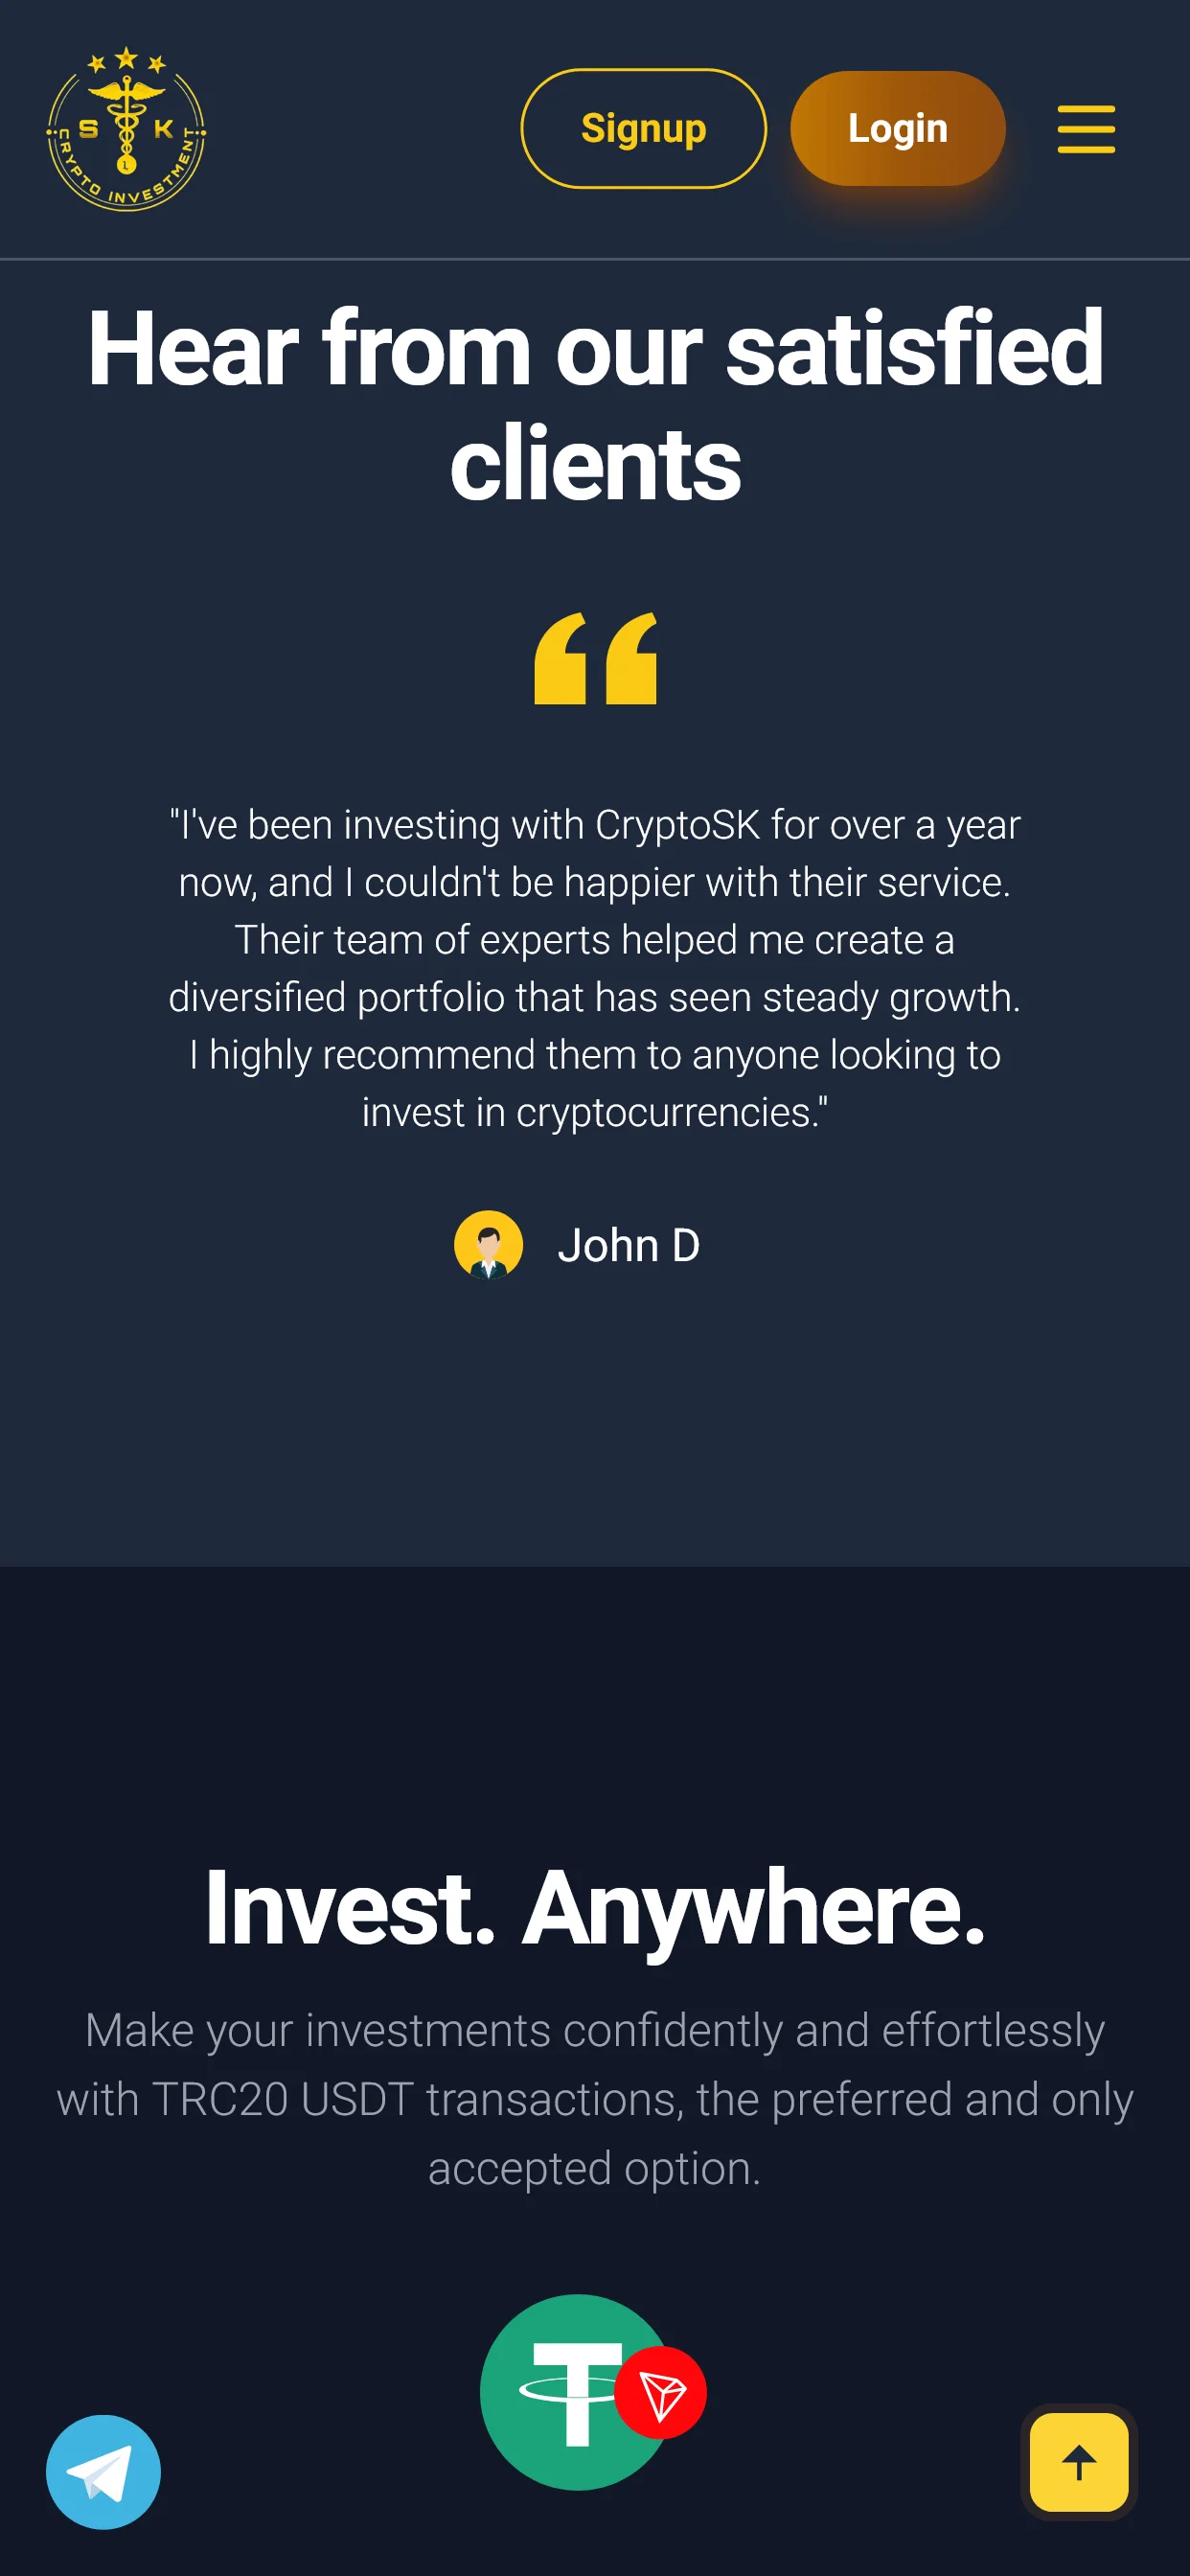 S K
CRYPTO INVESTMENT
Signup
Login
Hear from our satisfied
clients
"I've been investing with CryptoSK for over a year
now, and I couldn't be happier with their service.
Their team of experts helped me create a
diversified portfolio that has seen steady growth.
I highly recommend them to anyone looking to
invest in cryptocurrencies."
John D
Invest. Anywhere.
Make your investments confidently and effortlessly
with TRC20 USDT transactions, the preferred and only
accepted option.